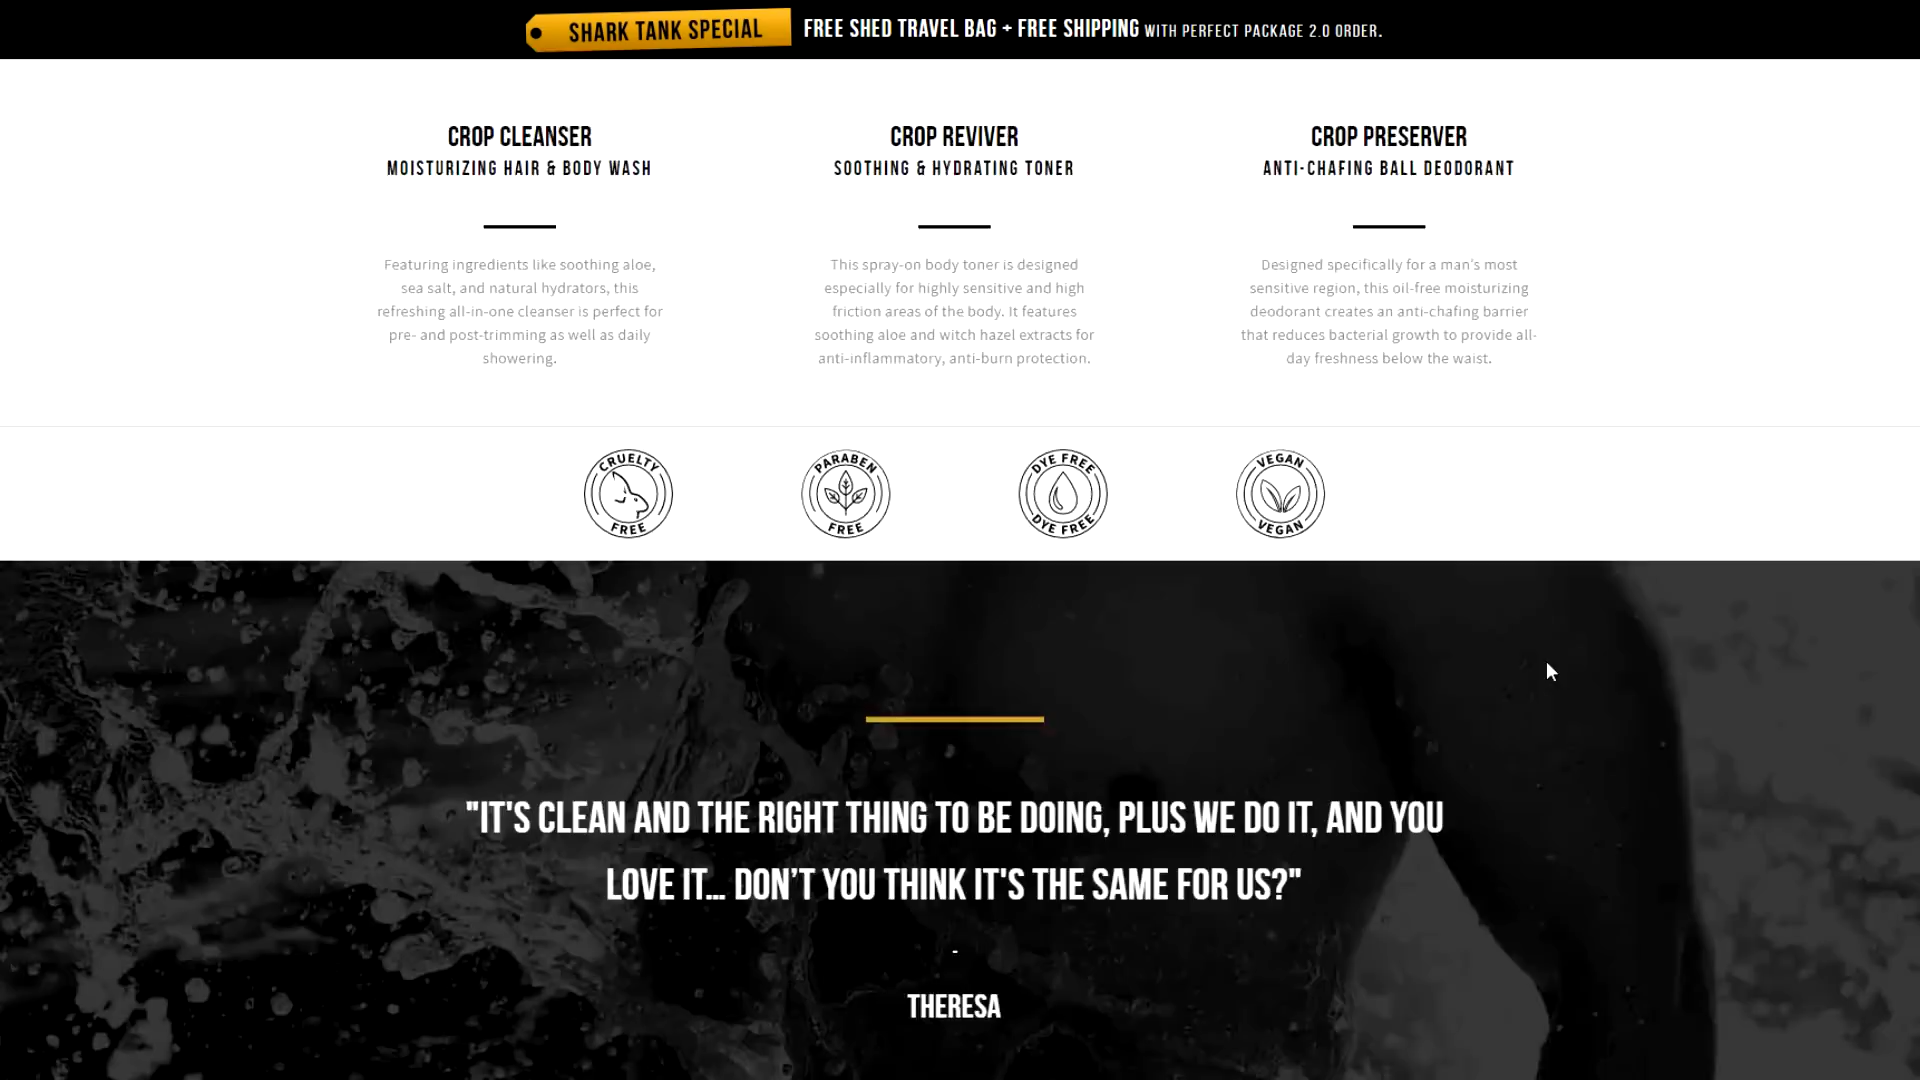 SHARK TANK SPECIAL FREE SHED TRAVEL BAG + FREE SHIPPING WITH PERFECT PACKAGE 2.0 ORDER.
CROP CLEANSER
MOISTURIZING HAIR & BODY WASH
Featuring ingredients like soothing aloe,
sea salt, and natural hydrators, this
refreshing all-in-one cleanser is perfect for
pre- and post-trimming as well as daily
showering.
CROP REVIVER
SOOTHING & HYDRATING TONER
This spray-on body toner is designed
especially for highly sensitive and high
friction areas of the body. It features
soothing aloe and witch hazel extracts for
anti-inflammatory, anti-burn protection.
CROP PRESERVER
ANTI-CHAFING BALL DEODORANT
Designed specifically for a man's most
sensitive region, this oil-free moisturizing
deodorant creates an anti-chafing barrier
that reduces bacterial growth to provide all-
day freshness below the waist.
CRUELTY
FREE
PARABEN
FREE
DYE FREE
DYE FREE
VEGAN
VEGAN
"IT'S CLEAN AND THE RIGHT THING TO BE DOING, PLUS WE DO IT, AND YOU
LOVE IT... DON’T YOU THINK IT'S THE SAME FOR US?"
-
THERESA